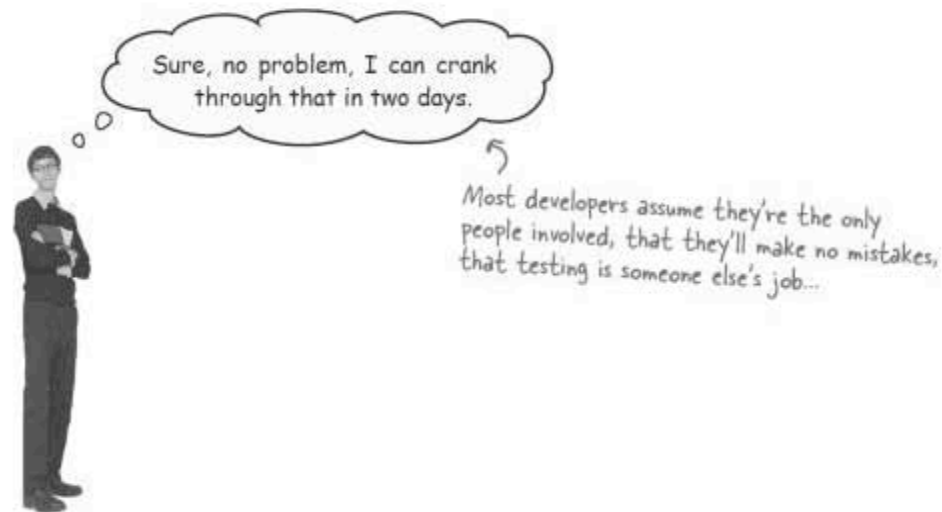 Sure, no problem, I can crank
through that in two days.
Most developers assume they're the only
people involved, that they'll make no mistakes,
that testing is someone else's job...